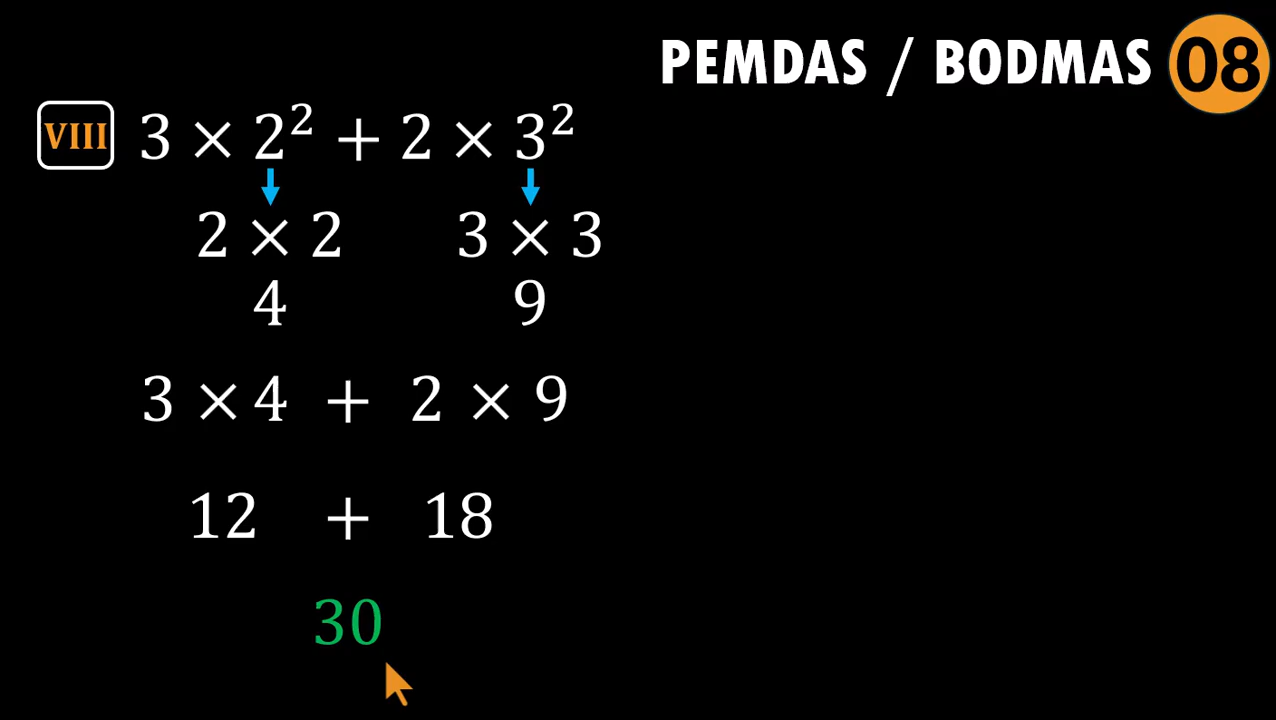 PEMDAS / BODMAS 08
VIII 3 × 2² + 2 × 3²
2 × 2 3 × 3
4 9
3 × 4 + 2 × 9
12 + 18
30